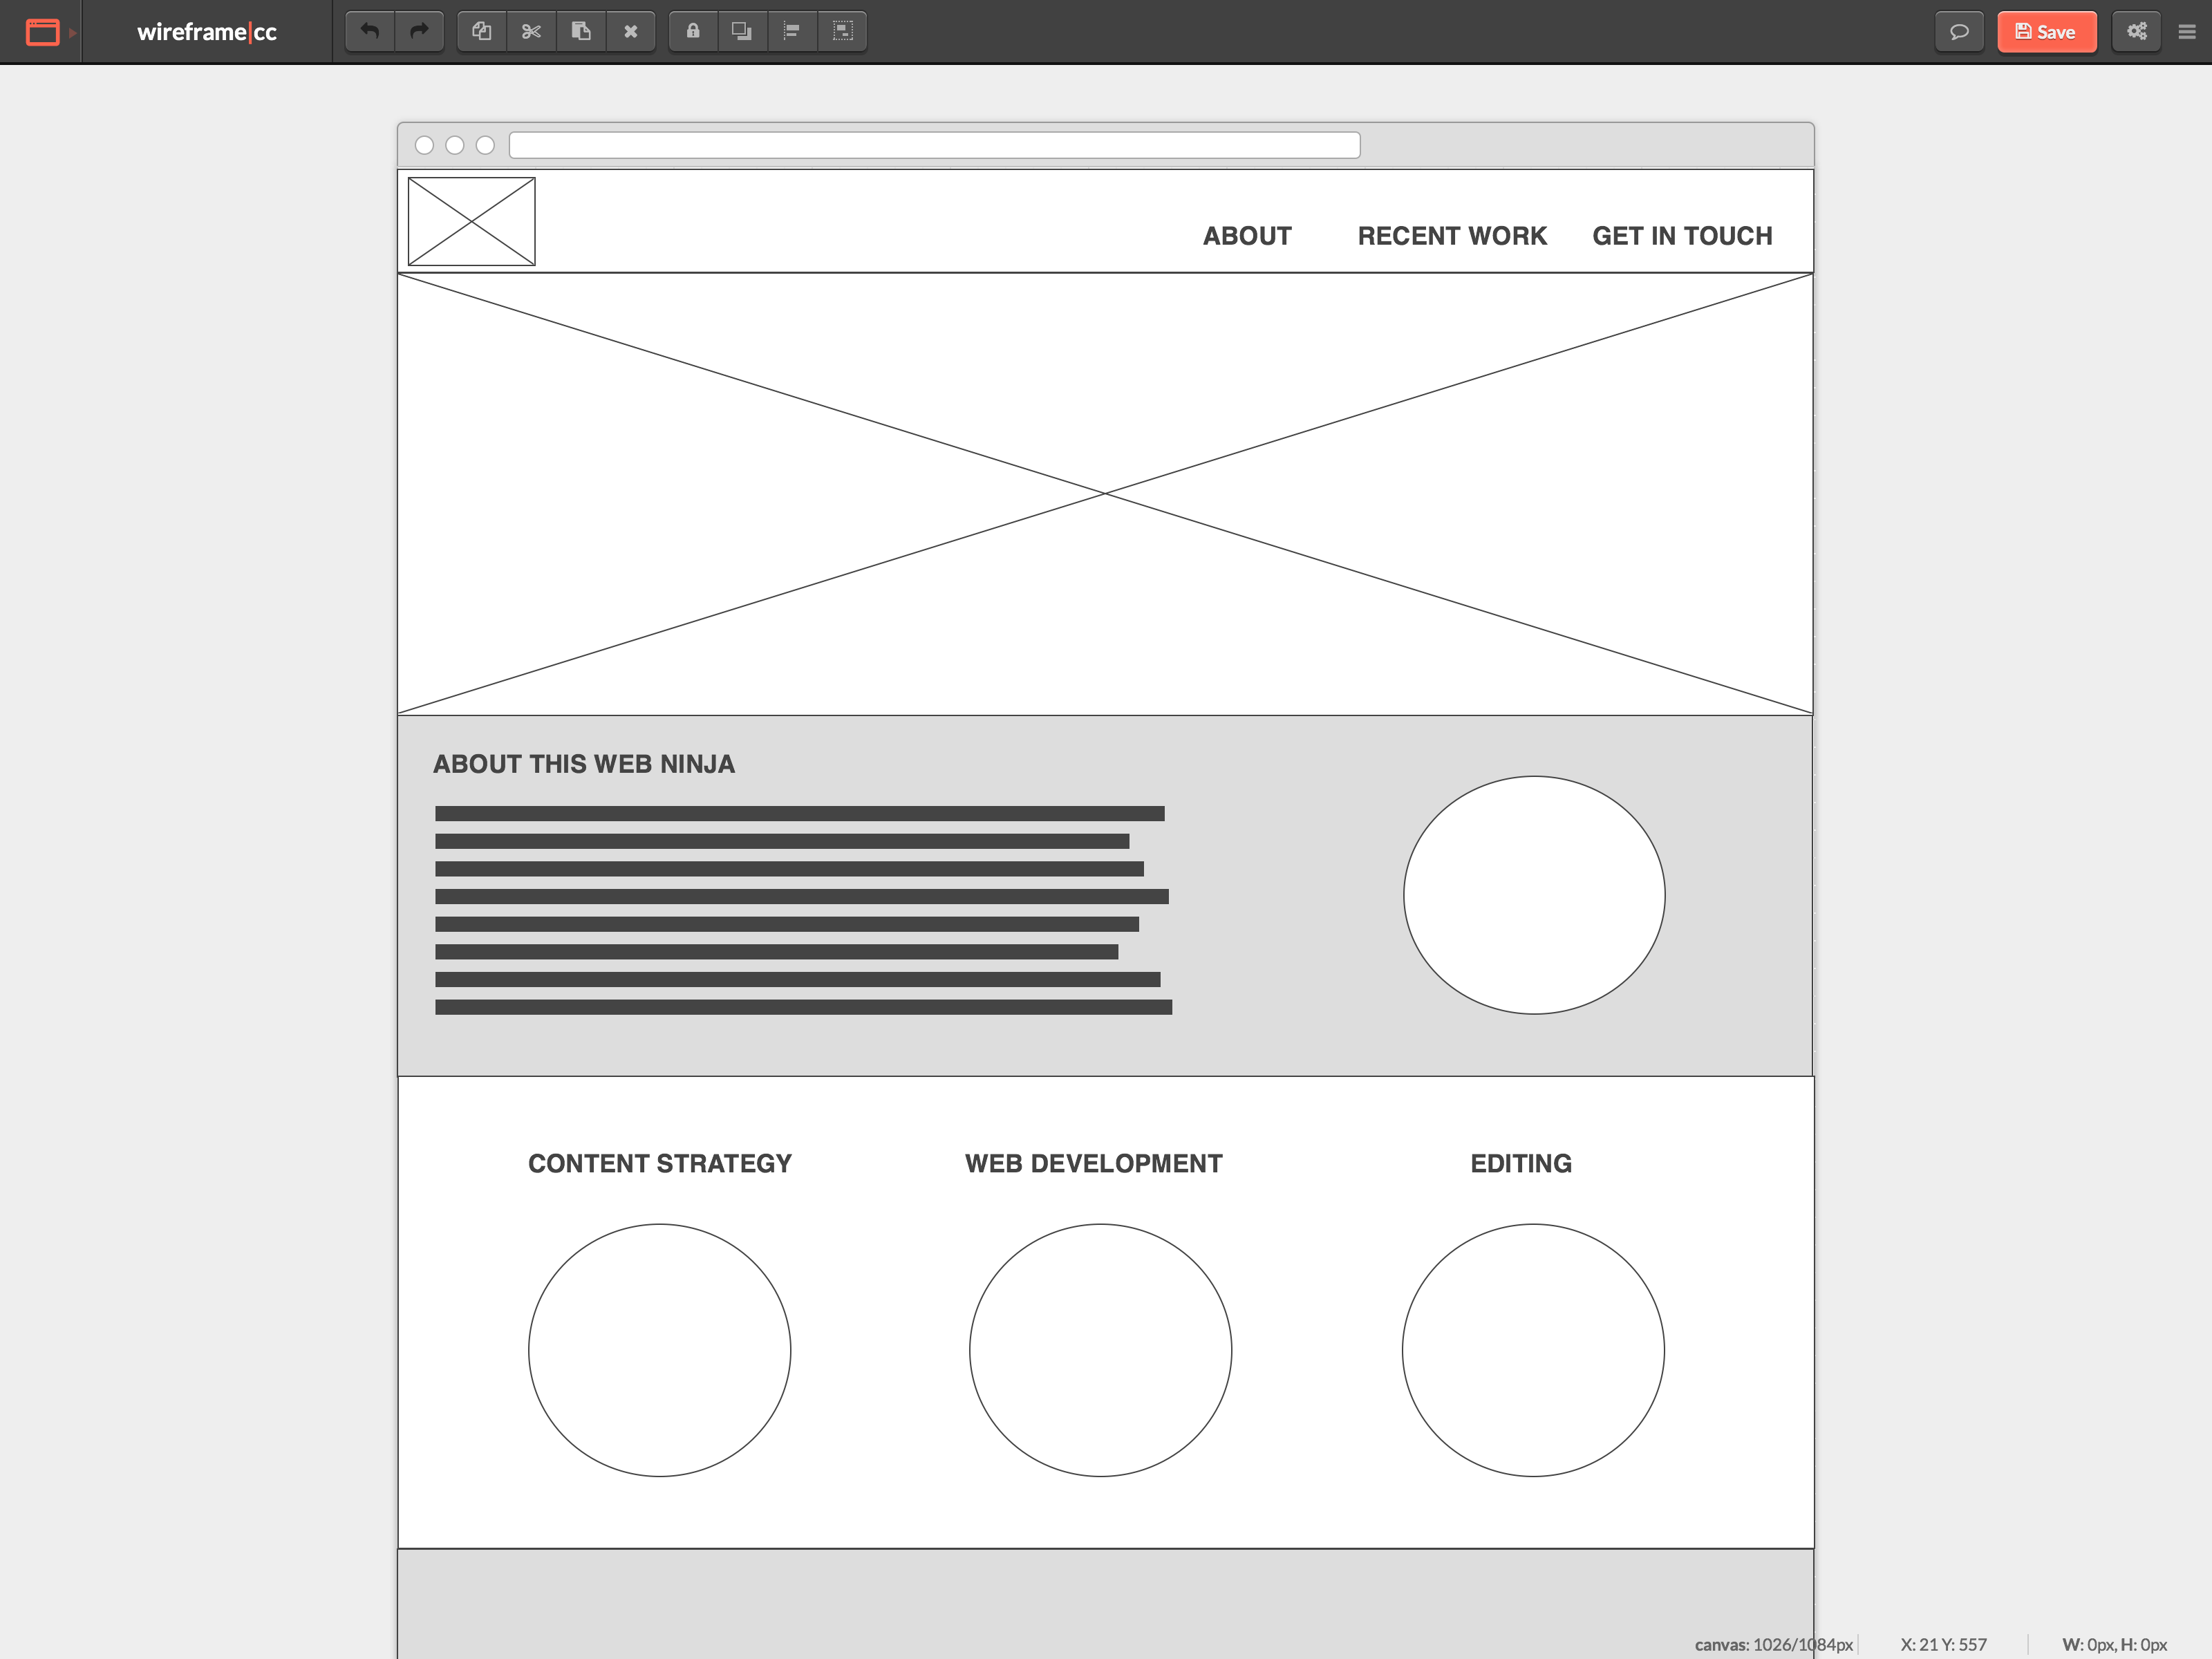 wireframe|cc
Save
ABOUT RECENT WORK GET IN TOUCH
ABOUT THIS WEB NINJA
CONTENT STRATEGY WEB DEVELOPMENT EDITING
canvas: 1026/1084px X: 21 Y: 557 W: 0px, H: 0px